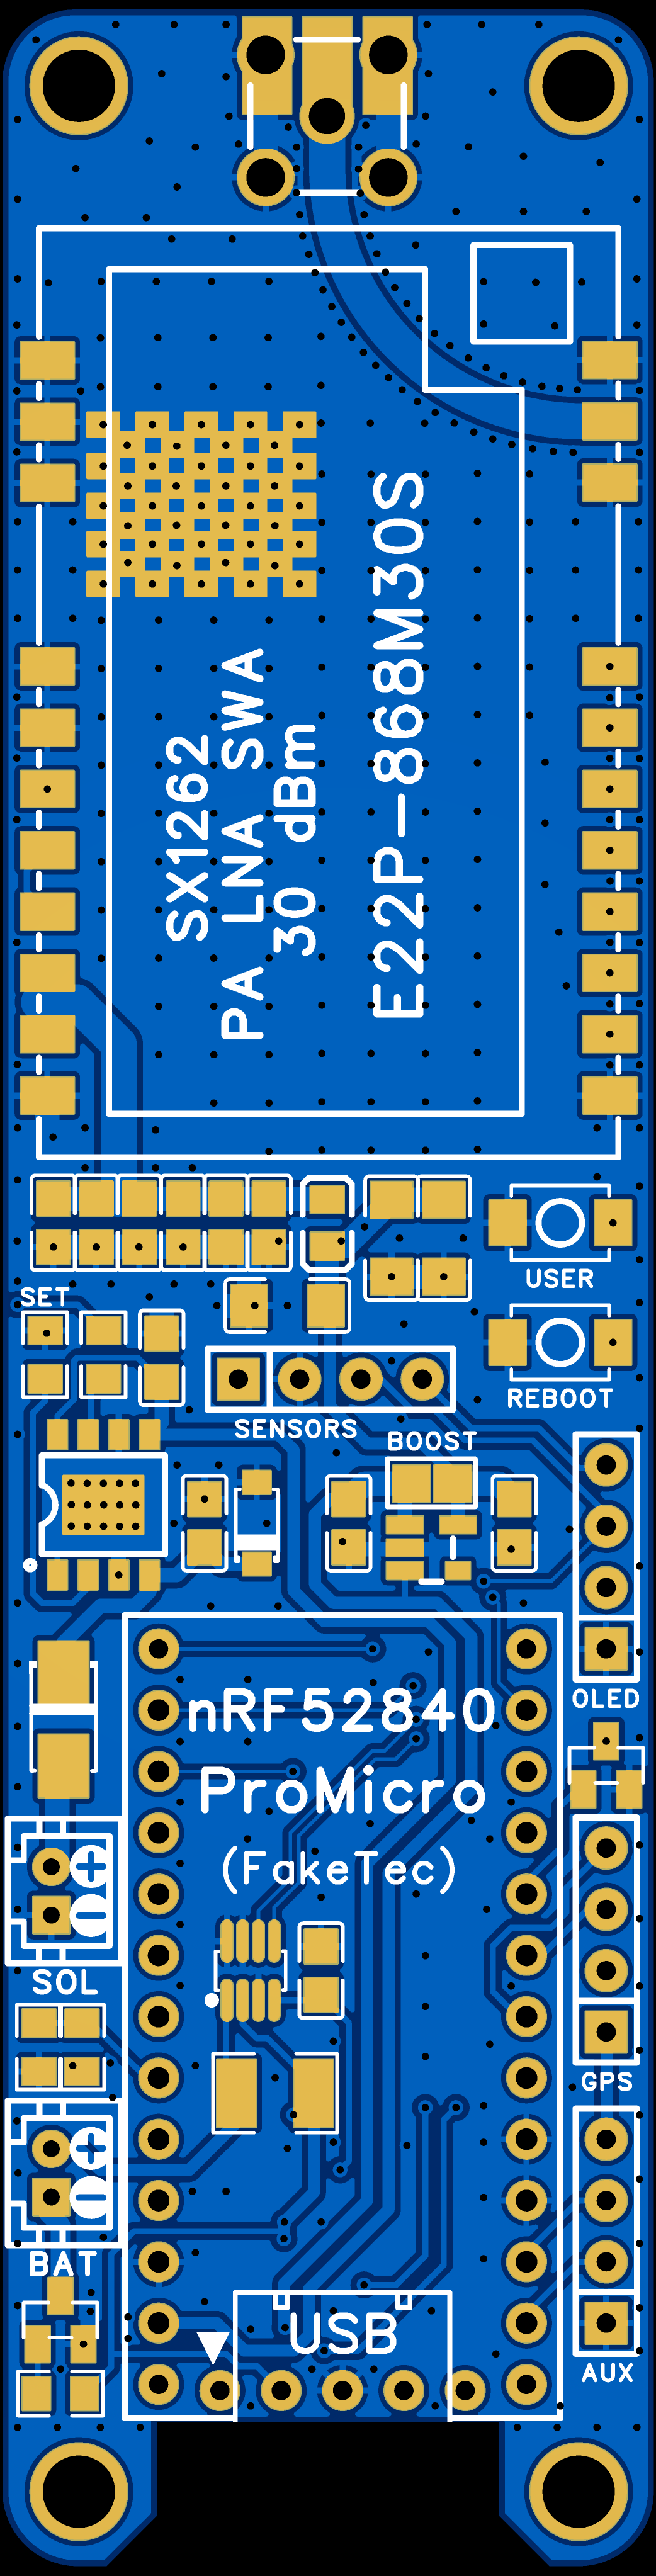 SX1262
PA LNA SWA
30 dBm
E22P-868M30S
USER
SET
REBOOT
SENSORS
BOOST
OLED
nRF52840
ProMicro
(FakeTec)
+
-
SOL
GPS
+
-
BAT
USB
AUX